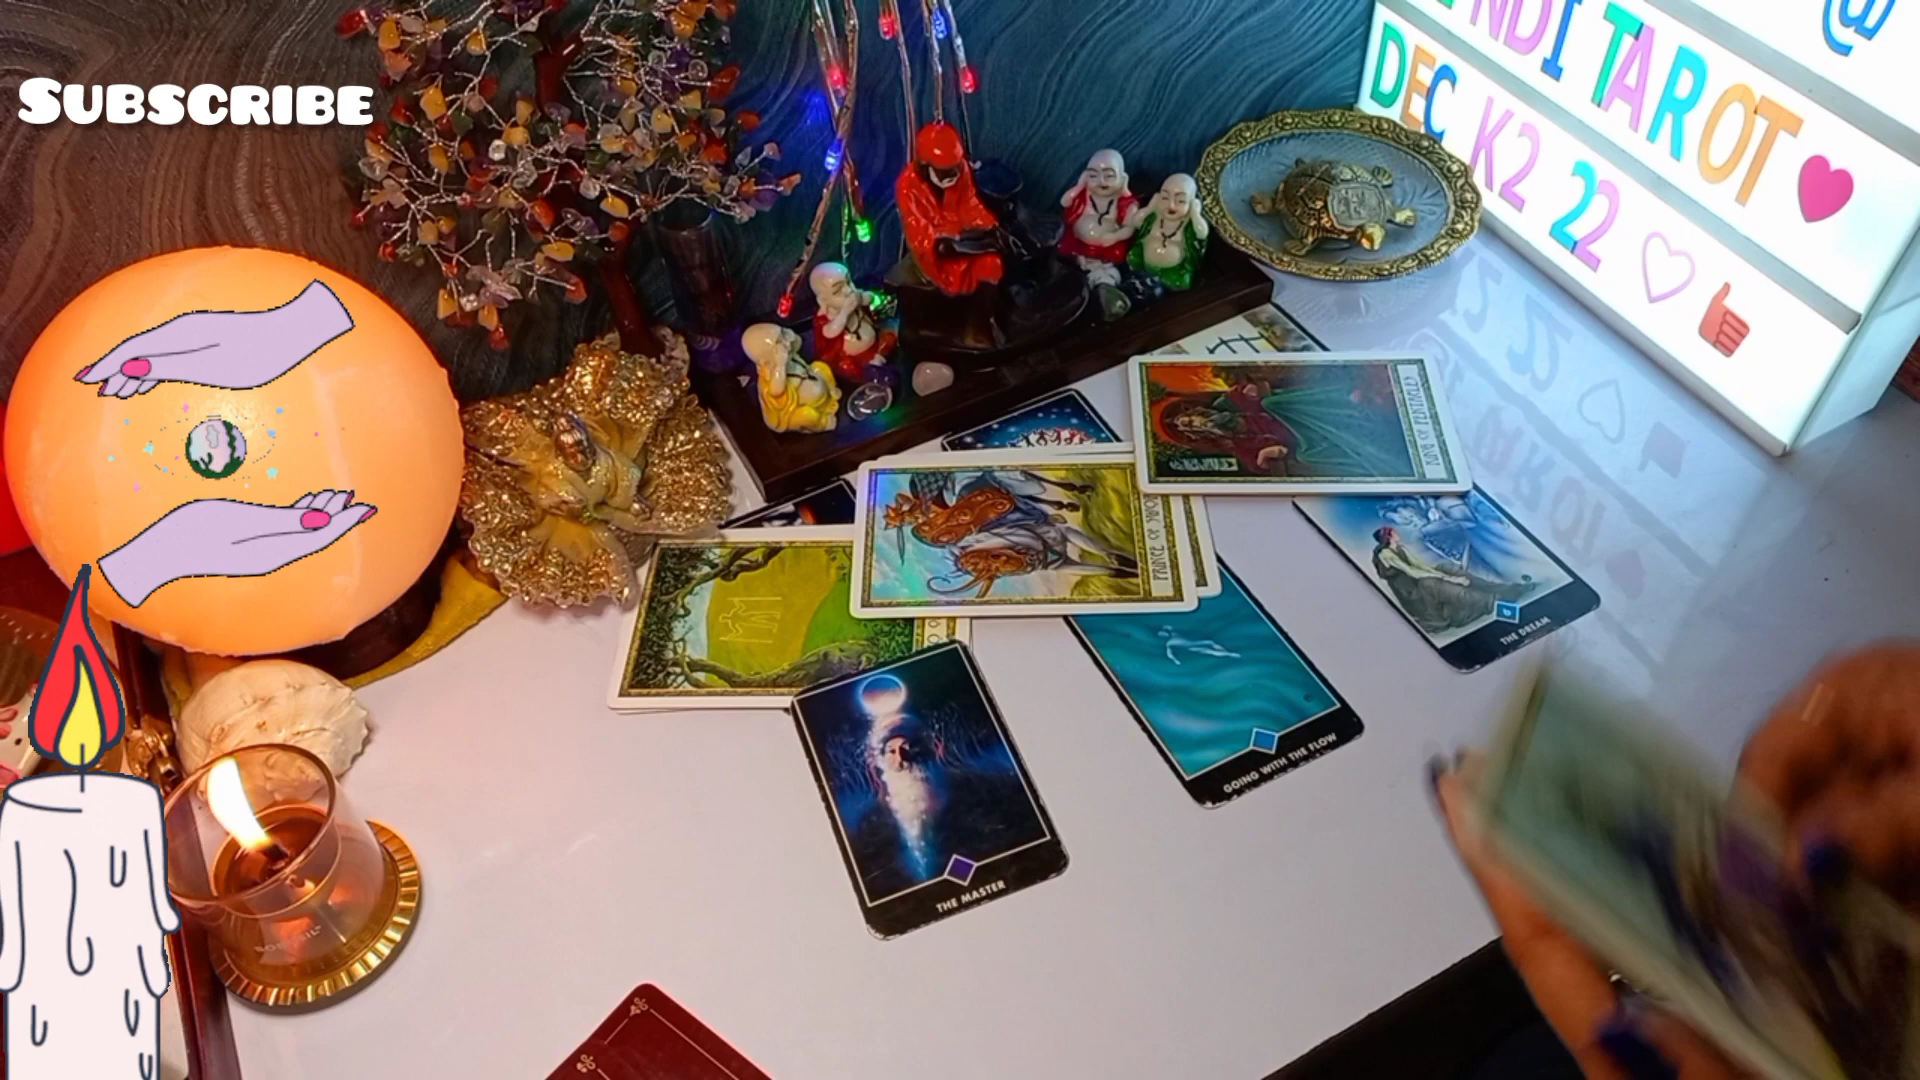 SUBSCRIBE
@
NDI TAROT
DEC K2 22
KING OF PENTACLES
PRINCE OF SWO
THE DREAM
GOING WITH THE FLOW
THE MASTER